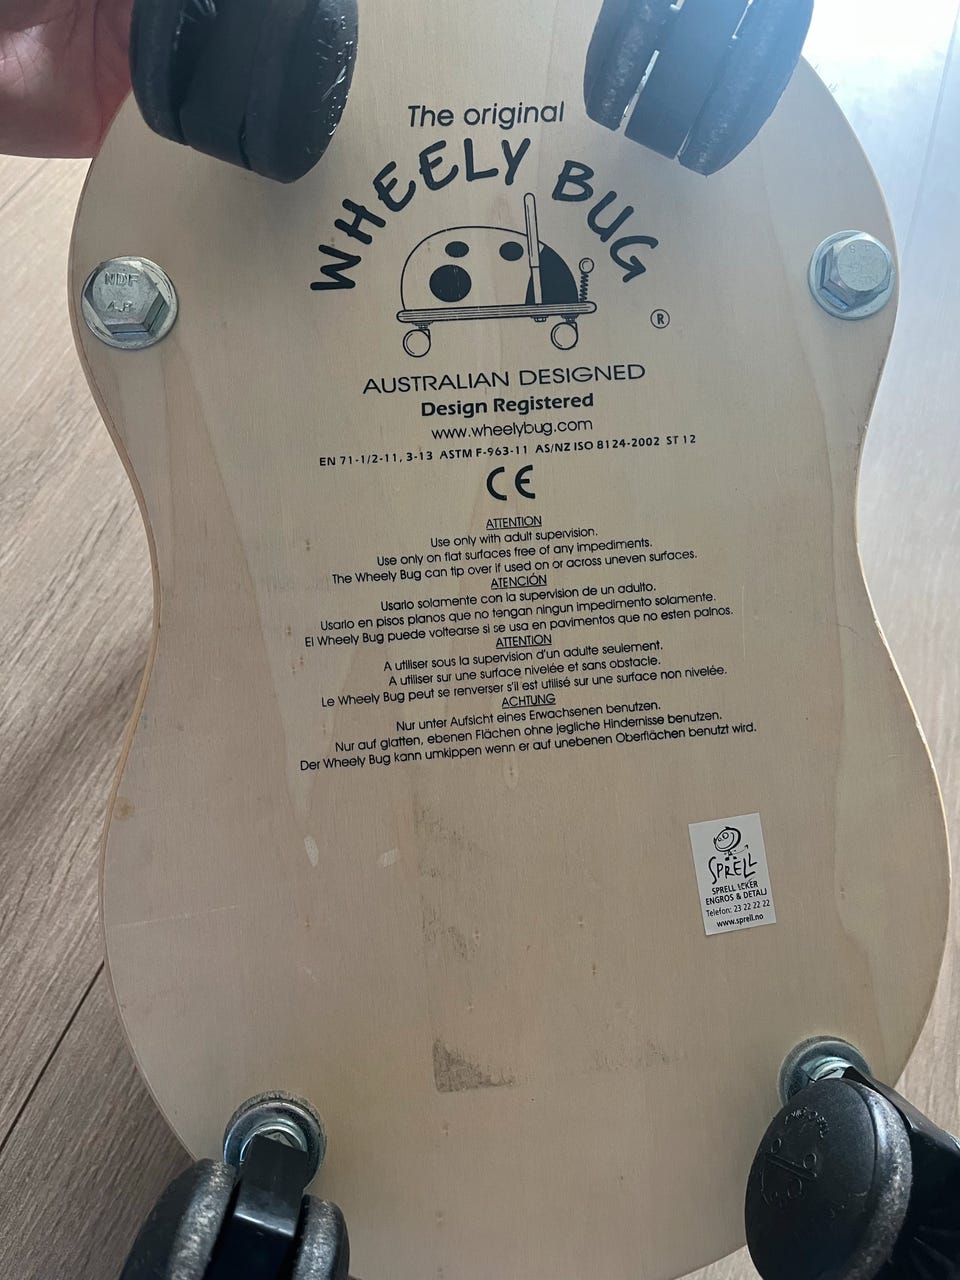 The original
WHEELY BUG
®
AUSTRALIAN DESIGNED
Design Registered
www.wheelybug.com
EN 71-1/2-11, 3-13 ASTM F-963-11 AS/NZ ISO 8124-2002 ST 12
CE
ATTENTION
Use only with adult supervision.
Use only on flat surfaces free of any impediments.
The Wheely Bug can tip over if used on or across uneven surfaces.
ATENCIÓN
Usarlo solamente con la supervision de un adulto.
Usarlo en pisos planos que no tengan ningun impedimento solamente.
El Wheely Bug puede voltearse si se usa en pavimentos que no esten palnos.
ATTENTION
A utiliser sous la supervision d'un adulte seulement.
A utiliser sur une surface nivelée et sans obstacle.
Le Wheely Bug peut se renverser s'il est utilisé sur une surface non nivelée.
ACHTUNG
Nur unter Aufsicht eines Erwachsenen benutzen.
Nur auf glatten, ebenen Flächen ohne jegliche Hindernisse benutzen.
Der Wheely Bug kann umkippen wenn er auf unebenen Oberflächen benutzt wird.
NDF
4.8
SPRELL
SPRELL LEKER
ENGROS & DETALJ
Telefon: 23 22 22 22
www.sprell.no